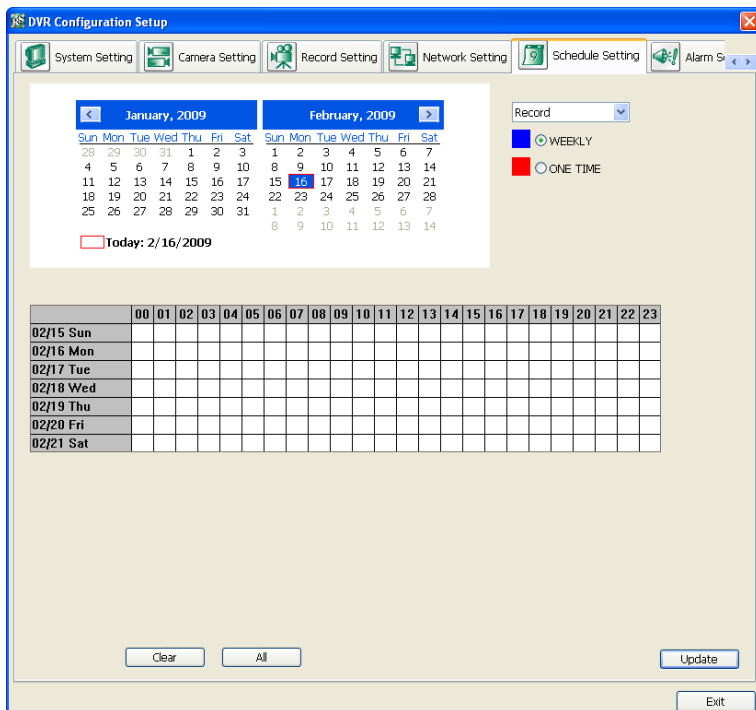 DVR Configuration Setup
System Setting Camera Setting Record Setting Network Setting 9 Schedule Setting Alarm S
January, 2009 February, 2009
Sun Mon Tue Wed Thu Fri Sat Sun Mon Tue Wed Thu Fri Sat
28 29 30 31 1 2 3 1 2 3 4 5 6 7
4 5 6 7 8 9 10 8 9 10 11 12 13 14
11 12 13 14 15 16 17 15 16 17 18 19 20 21
18 19 20 21 22 23 24 22 23 24 25 26 27 28
25 26 27 28 29 30 31 1 2 3 4 5 6 7
8 9 10 11 12 13 14
Today: 2/16/2009
Record
WEEKLY
ONE TIME
00 01 02 03 04 05 06 07 08 09 10 11 12 13 14 15 16 17 18 19 20 21 22 23
02/15 Sun
02/16 Mon
02/17 Tue
02/18 Wed
02/19 Thu
02/20 Fri
02/21 Sat
Clear All Update
Exit